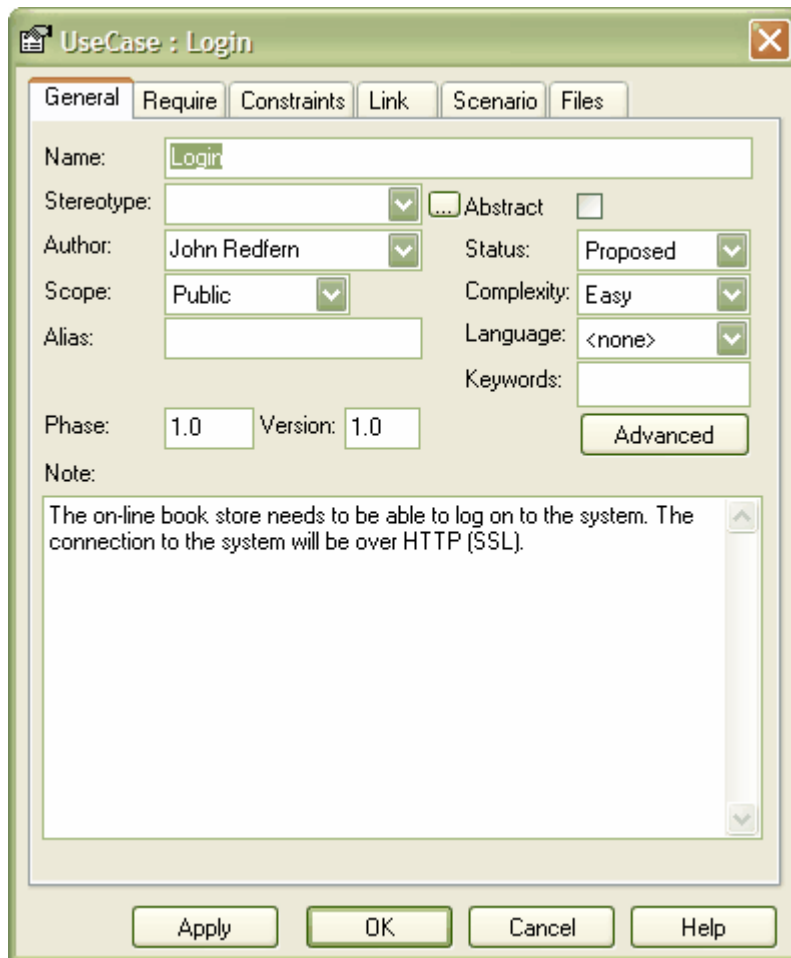 UseCase : Login
General Require Constraints Link Scenario Files
Name: Login
Stereotype: ... Abstract
Author: John Redfern Status: Proposed
Scope: Public Complexity: Easy
Alias: Language: <none>
Keywords:
Phase: 1.0 Version: 1.0 Advanced
Note:
The on-line book store needs to be able to log on to the system. The
connection to the system will be over HTTP (SSL).
Apply OK Cancel Help